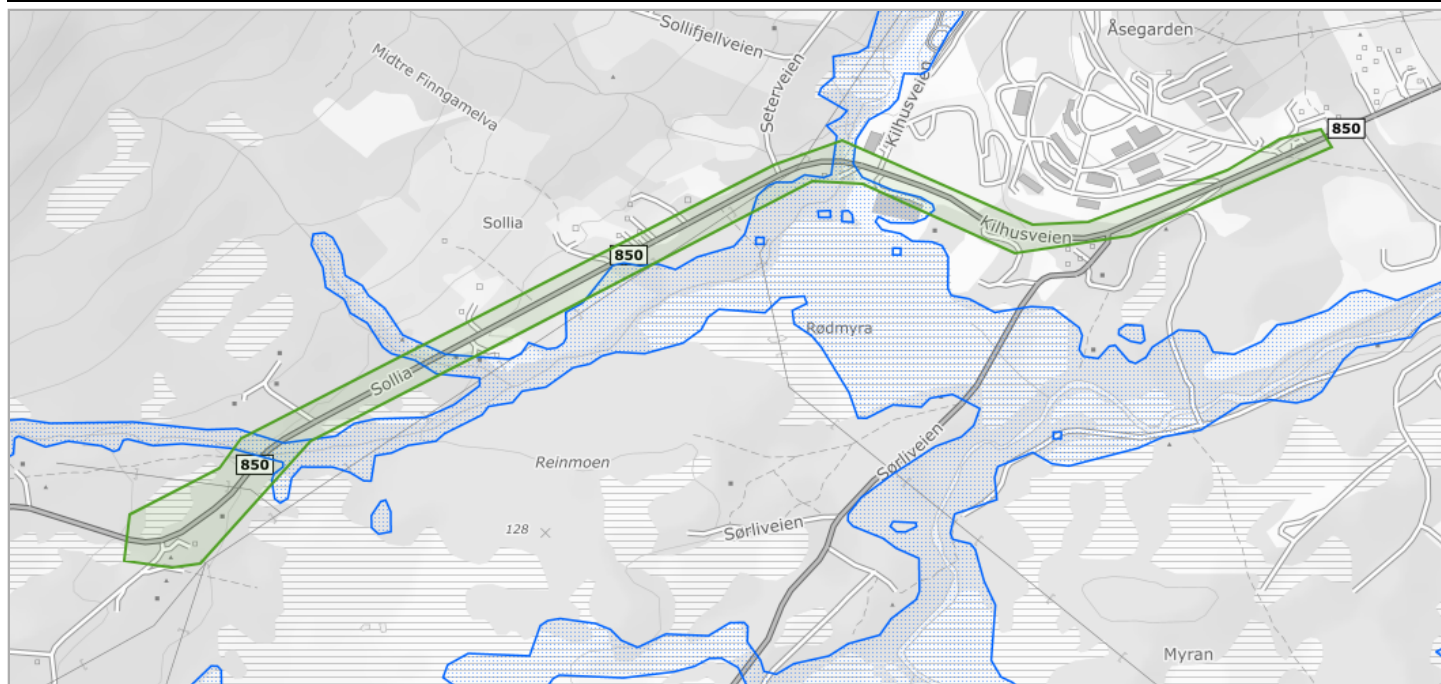 Åsegarden
Sollifjellveien
Midtre Finngamelva
Seterveien
Kilhusveien
850
Sollia
Kilhusveien
850
Rødmyra
Sollia
Sørliveien
850
Reinmoen
128
Sørliveien
Myran